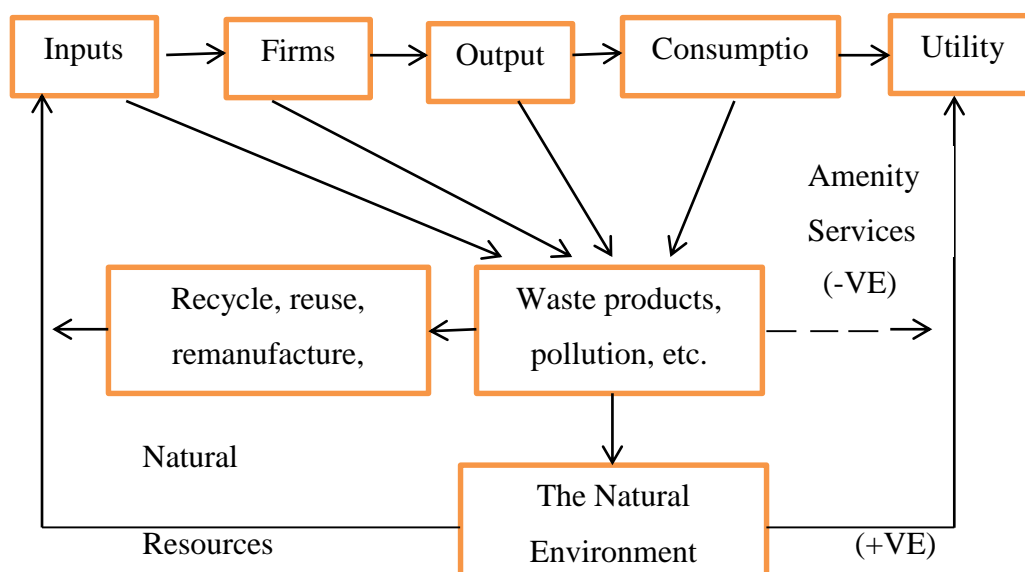 Inputs
Firms
Output
Consumptio
Utility
Amenity
Services
(-VE)
Recycle, reuse,
remanufacture,
Waste products,
pollution, etc.
Natural
Resources
The Natural
Environment
(+VE)